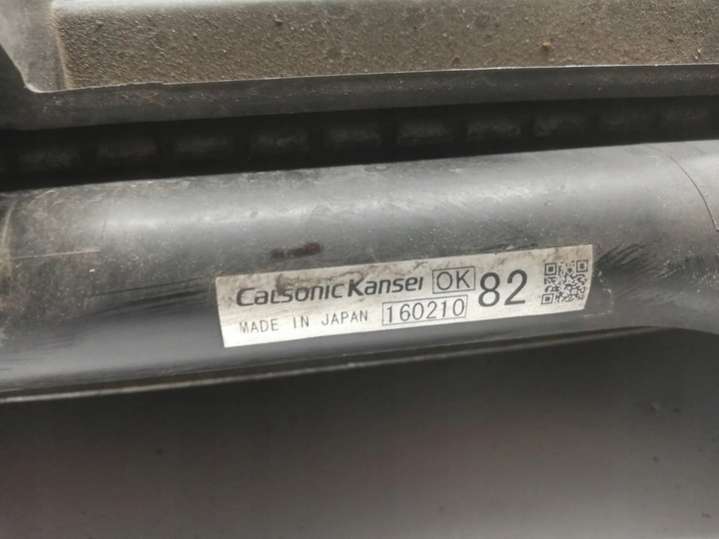 CalsonicKansei OK 82
MADE IN JAPAN 160210